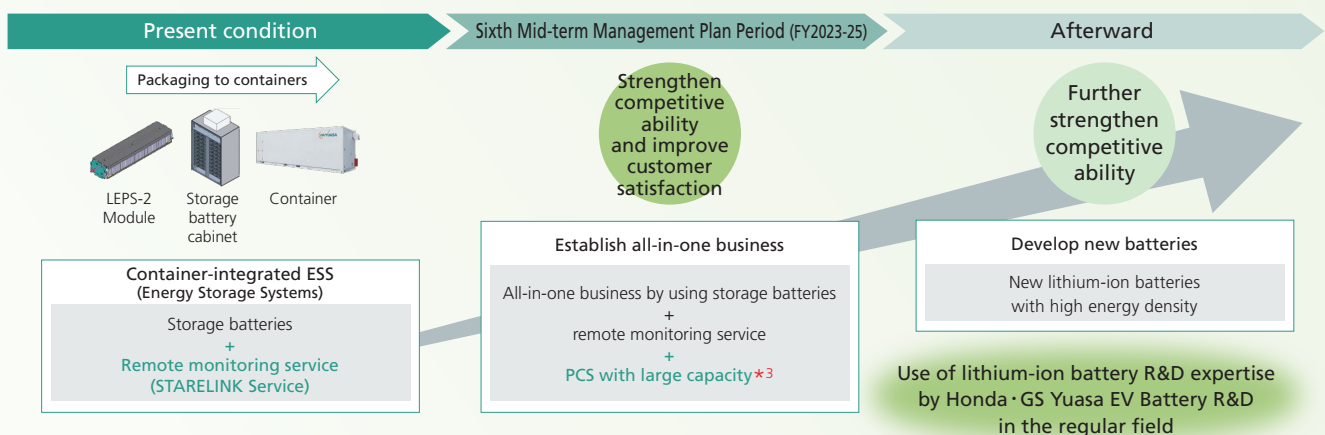 Present condition
Sixth Mid-term Management Plan Period (FY2023-25)
Afterward
Packaging to containers
LEPS-2
Module
Storage
battery
cabinet
Container
Container-integrated ESS
(Energy Storage Systems)
Storage batteries
+
Remote monitoring service
(STARELINK Service)
Strengthen
competitive
ability
and improve
customer
satisfaction
Establish all-in-one business
All-in-one business by using storage batteries
+
remote monitoring service
+
PCS with large capacity*3
Further
strengthen
competitive
ability
Develop new batteries
New lithium-ion batteries
with high energy density
Use of lithium-ion battery R&D expertise
by Honda・GS Yuasa EV Battery R&D
in the regular field